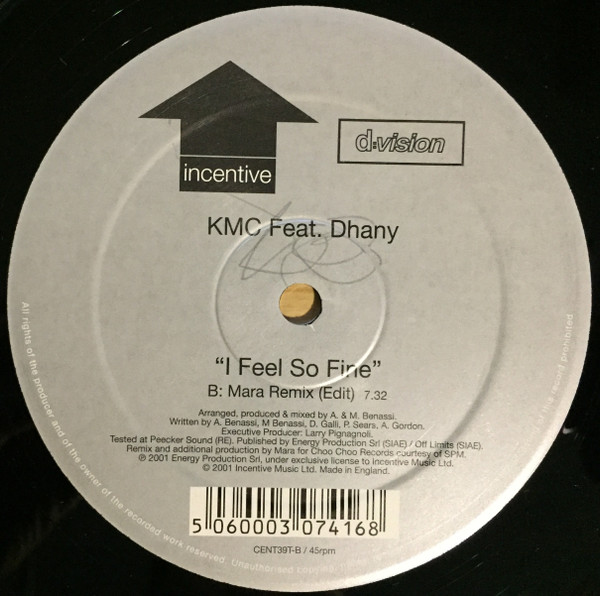 incentive
d:vision
KMC Feat. Dhany
"I Feel So Fine"
B: Mara Remix (Edit) 7.32
Arranged, produced & mixed by A. & M. Benassi.
Written by A. Benassi, M Benassi, D. Galli, P. Sears, A. Gordon.
Executive Producer: Larry Pignagnoli.
Tested at Peecker Sound (RE). Published by Energy Production Srl (SIAE) / Off Limits (SIAE).
Remix and additional production by Mara for Choo Choo Records courtesy of SPM.
℗ 2001 Energy Production Srl, under exclusive license to Incentive Music Ltd.
© 2001 Incentive Music Ltd. Made in England.
5 060003 074168
CENT39T-B / 45rpm
All rights of the producer and of the owner of the recorded work reserved. Unauthorised copying, record prohibited